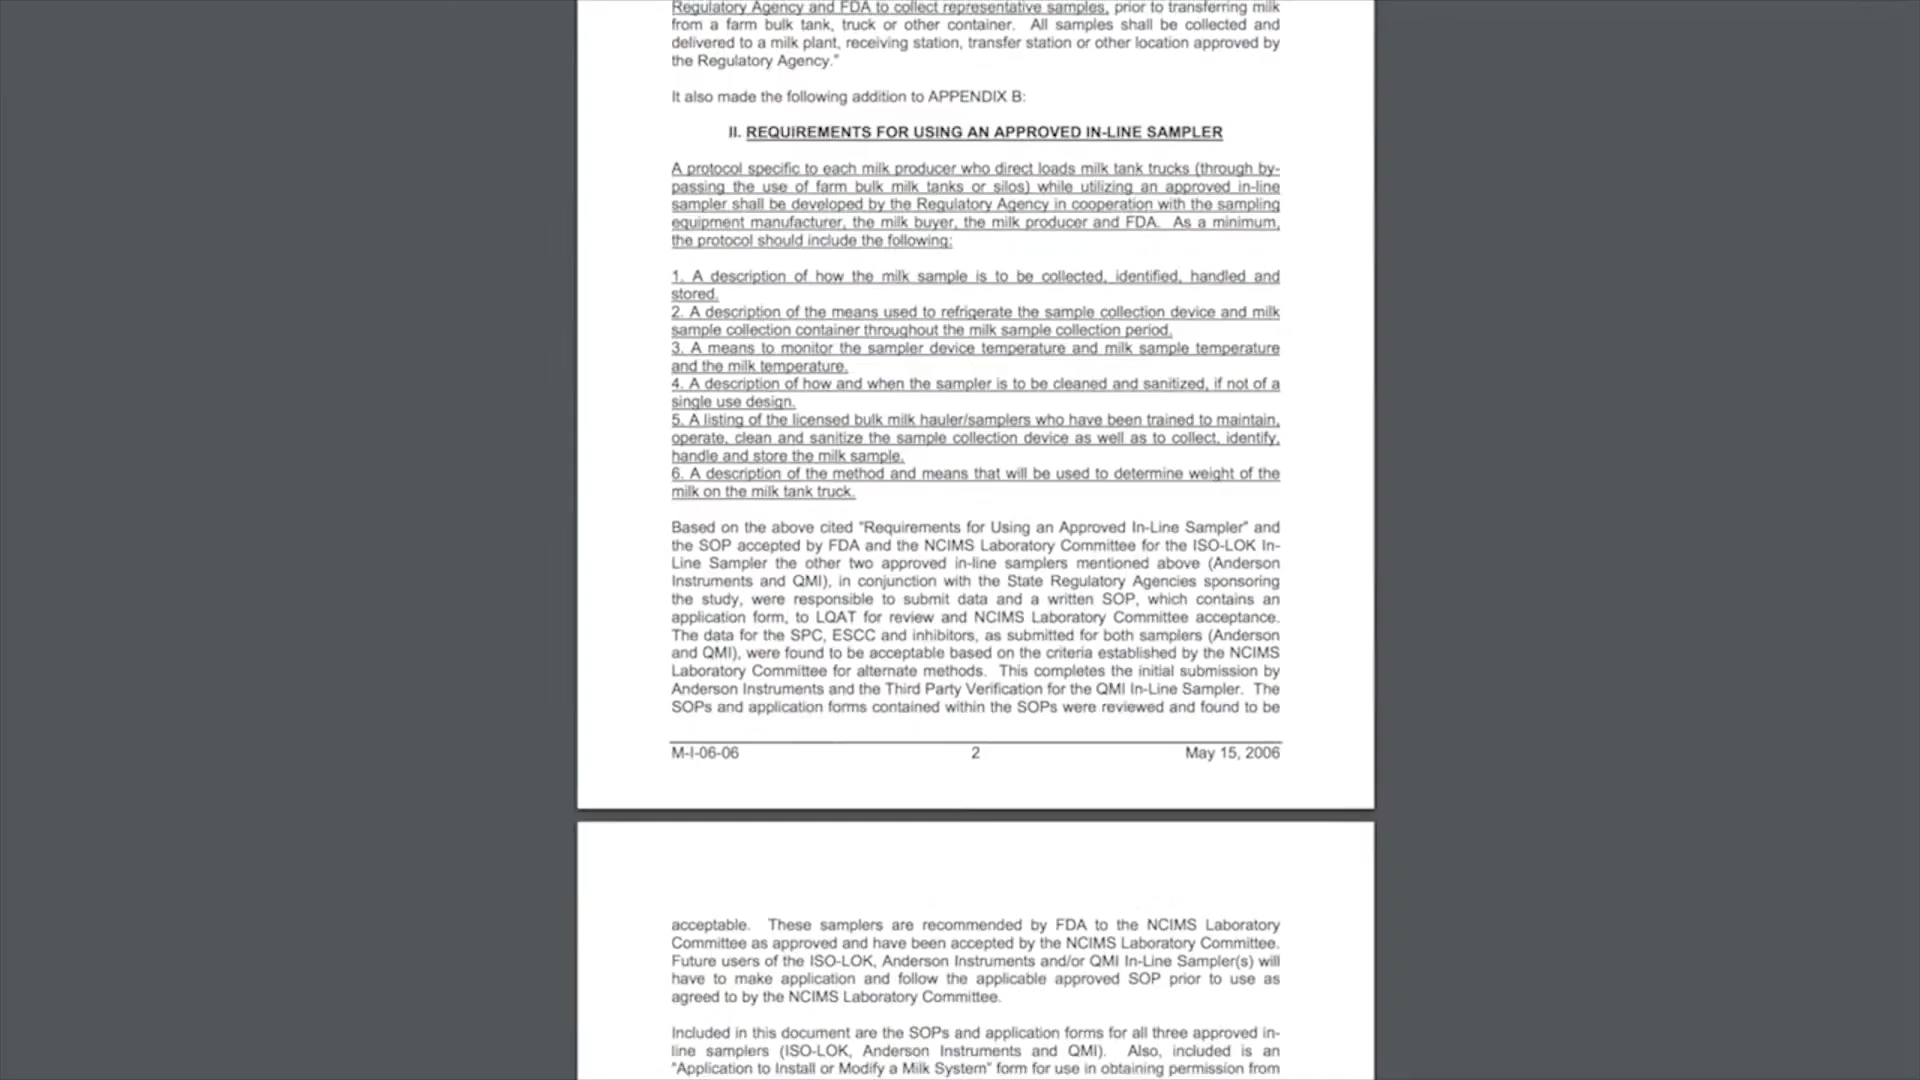 Regulatory Agency and FDA to collect representative samples, prior to transferring milk
from a farm bulk tank, truck or other container. All samples shall be collected and
delivered to a milk plant, receiving station, transfer station or other location approved by
the Regulatory Agency."
It also made the following addition to APPENDIX B:
II. REQUIREMENTS FOR USING AN APPROVED IN-LINE SAMPLER
A protocol specific to each milk producer who direct loads milk tank trucks (through by-
passing the use of farm bulk milk tanks or silos) while utilizing an approved in-line
sampler shall be developed by the Regulatory Agency in cooperation with the sampling
equipment manufacturer, the milk buyer, the milk producer and FDA. As a minimum,
the protocol should include the following:
1. A description of how the milk sample is to be collected, identified, handled and
stored.
2. A description of the means used to refrigerate the sample collection device and milk
sample collection container throughout the milk sample collection period.
3. A means to monitor the sampler device temperature and milk sample temperature
and the milk temperature.
4. A description of how and when the sampler is to be cleaned and sanitized, if not of a
single use design.
5. A listing of the licensed bulk milk hauler/samplers who have been trained to maintain,
operate, clean and sanitize the sample collection device as well as to collect, identify,
handle and store the milk sample.
6. A description of the method and means that will be used to determine weight of the
milk on the milk tank truck.
Based on the above cited "Requirements for Using an Approved In-Line Sampler" and
the SOP accepted by FDA and the NCIMS Laboratory Committee for the ISO-LOK In-
Line Sampler the other two approved in-line samplers mentioned above (Anderson
Instruments and QMI), in conjunction with the State Regulatory Agencies sponsoring
the study, were responsible to submit data and a written SOP, which contains an
application form, to LQAT for review and NCIMS Laboratory Committee acceptance.
The data for the SPC, ESCC and inhibitors, as submitted for both samplers (Anderson
and QMI), were found to be acceptable based on the criteria established by the NCIMS
Laboratory Committee for alternate methods. This completes the initial submission by
Anderson Instruments and the Third Party Verification for the QMI In-Line Sampler. The
SOPs and application forms contained within the SOPs were reviewed and found to be
M-I-06-06 2 May 15, 2006
acceptable. These samplers are recommended by FDA to the NCIMS Laboratory
Committee as approved and have been accepted by the NCIMS Laboratory Committee.
Future users of the ISO-LOK, Anderson Instruments and/or QMI In-Line Sampler(s) will
have to make application and follow the applicable approved SOP prior to use as
agreed to by the NCIMS Laboratory Committee.
Included in this document are the SOPs and application forms for all three approved in-
line samplers (ISO-LOK, Anderson Instruments and QMI). Also, included is an
"Application to Install or Modify a Milk System" form for use in obtaining permission from